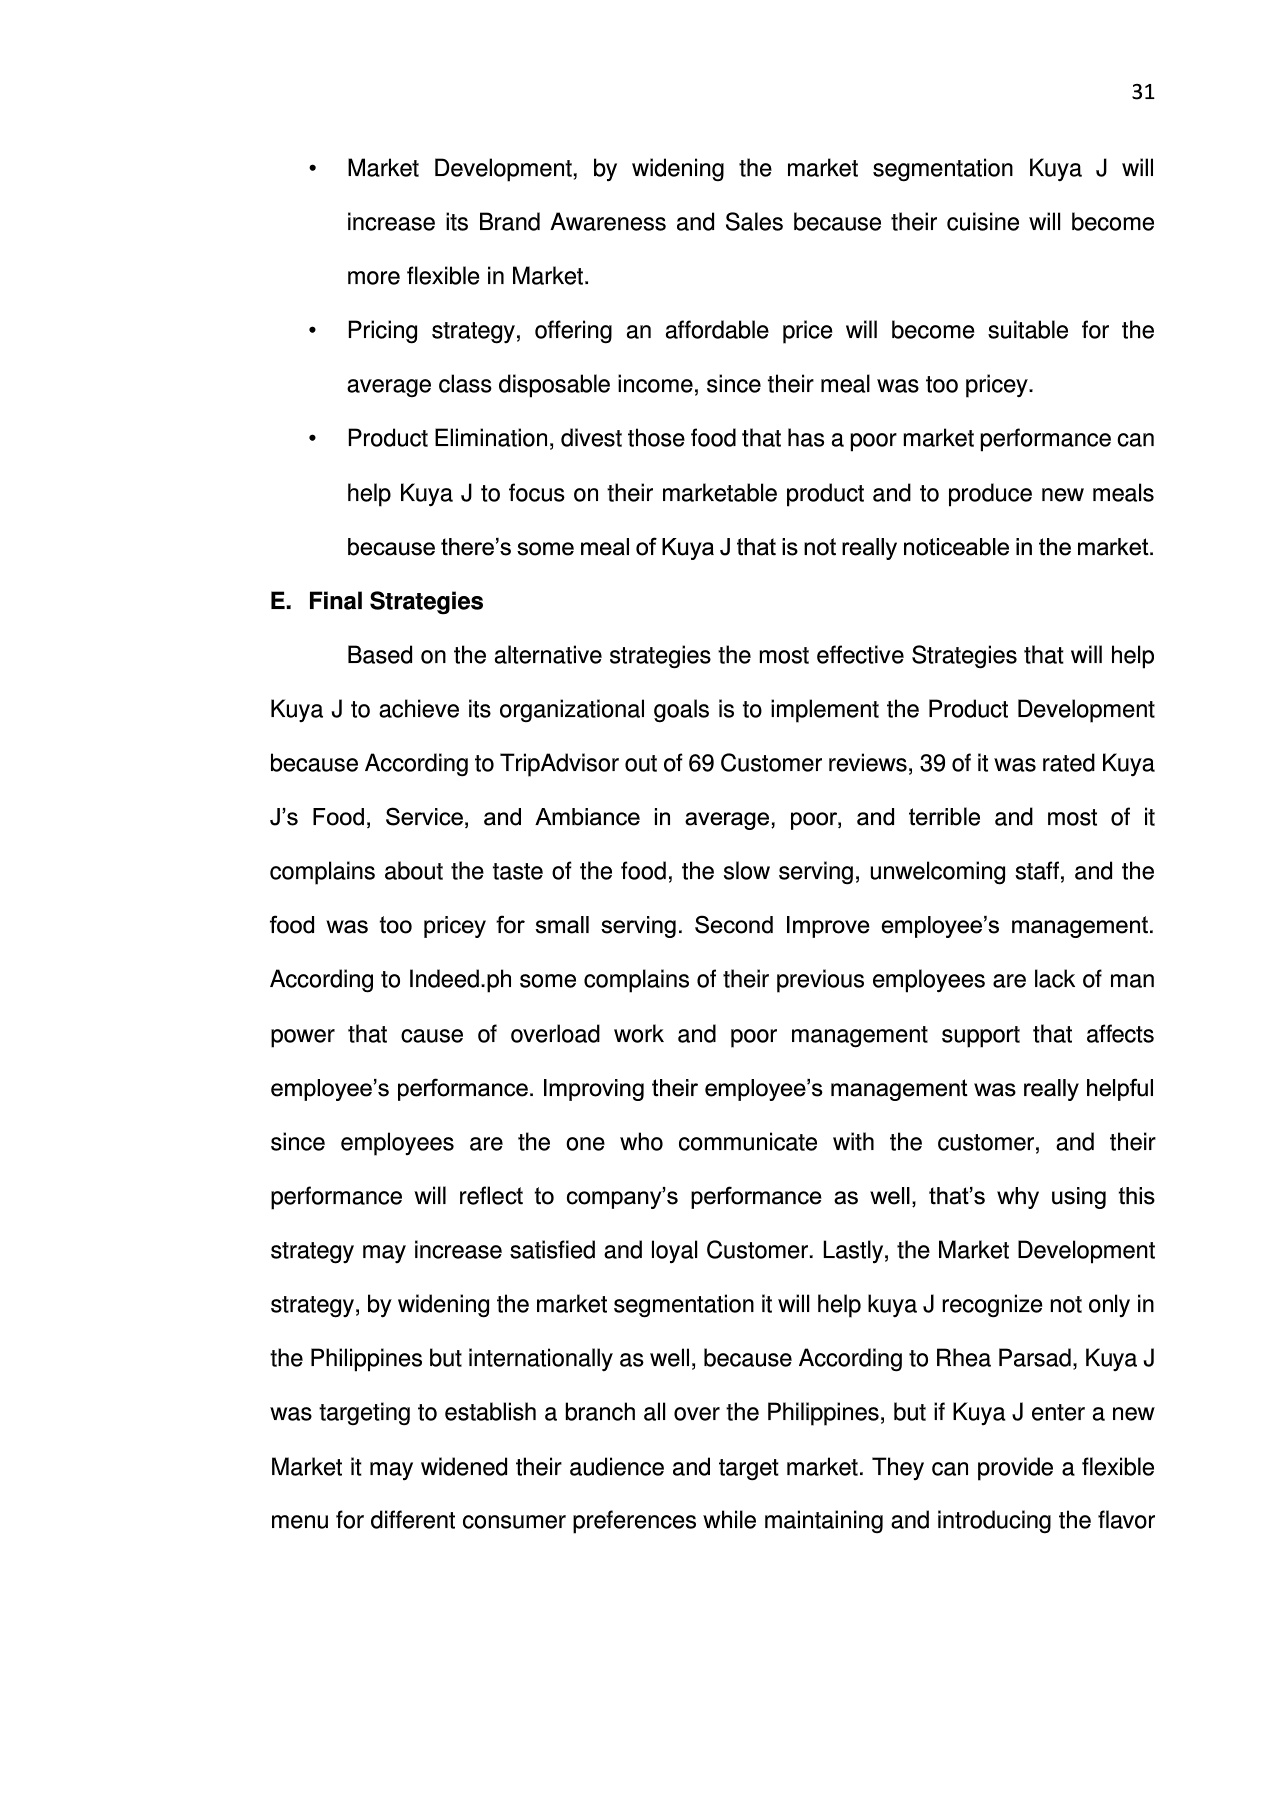 31
• Market Development, by widening the market segmentation Kuya J will
increase its Brand Awareness and Sales because their cuisine will become
more flexible in Market.
• Pricing strategy, offering an affordable price will become suitable for the
average class disposable income, since their meal was too pricey.
• Product Elimination, divest those food that has a poor market performance can
help Kuya J to focus on their marketable product and to produce new meals
because there’s some meal of Kuya J that is not really noticeable in the market.
E. Final Strategies
Based on the alternative strategies the most effective Strategies that will help
Kuya J to achieve its organizational goals is to implement the Product Development
because According to TripAdvisor out of 69 Customer reviews, 39 of it was rated Kuya
J’s Food, Service, and Ambiance in average, poor, and terrible and most of it
complains about the taste of the food, the slow serving, unwelcoming staff, and the
food was too pricey for small serving. Second Improve employee’s management.
According to Indeed.ph some complains of their previous employees are lack of man
power that cause of overload work and poor management support that affects
employee’s performance. Improving their employee’s management was really helpful
since employees are the one who communicate with the customer, and their
performance will reflect to company’s performance as well, that’s why using this
strategy may increase satisfied and loyal Customer. Lastly, the Market Development
strategy, by widening the market segmentation it will help kuya J recognize not only in
the Philippines but internationally as well, because According to Rhea Parsad, Kuya J
was targeting to establish a branch all over the Philippines, but if Kuya J enter a new
Market it may widened their audience and target market. They can provide a flexible
menu for different consumer preferences while maintaining and introducing the flavor